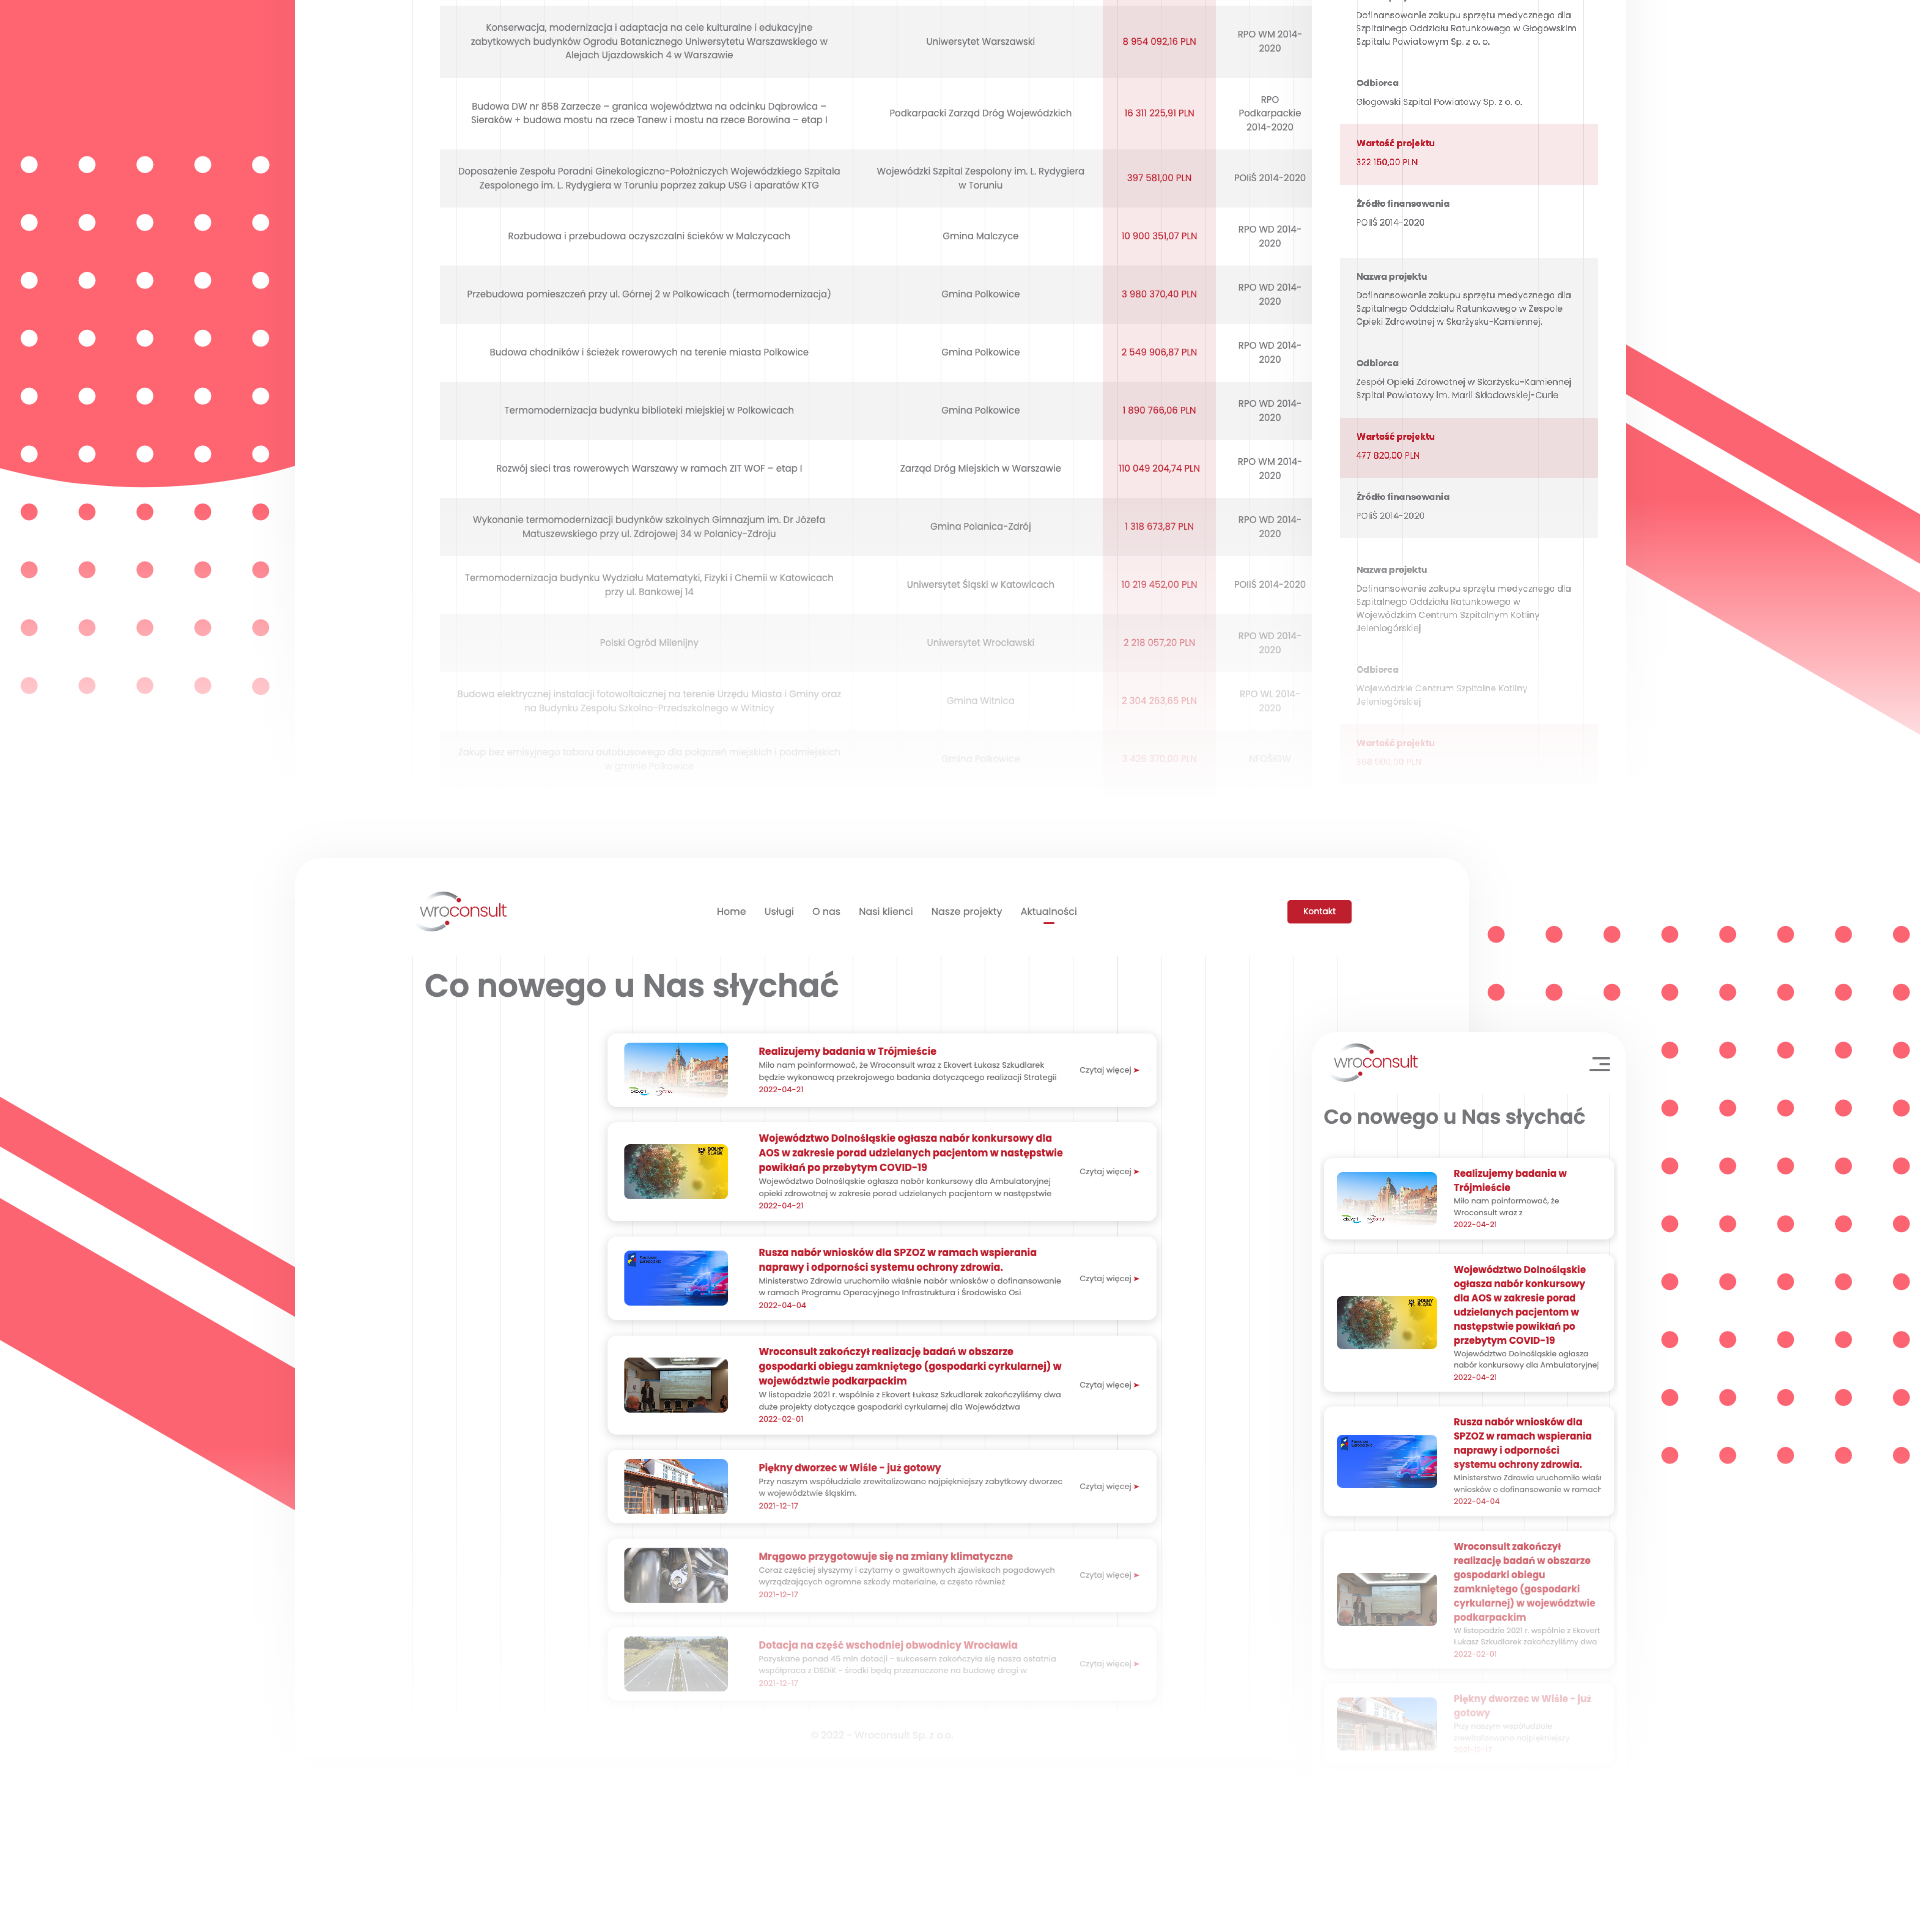 Konserwacja, modernizacja i adaptacja na cele kulturalne i edukacyjne
zabytkowych budynków Ogrodu Botanicznego Uniwersytetu Warszawskiego w
Alejach Ujazdowskich 4 w Warszawie
Uniwersytet Warszawski
8 954 092,16 PLN
RPO WM 2014-
2020
Budowa DW nr 858 Zarzecze – granica województwa na odcinku Dąbrowica –
Sieraków + budowa mostu na rzece Tanew i mostu na rzece Borowina – etap I
Podkarpacki Zarząd Dróg Wojewódzkich
16 311 225,91 PLN
RPO
Podkarpackie
2014-2020
Doposażenie Zespołu Poradni Ginekologiczno-Położniczych Wojewódzkiego Szpitala
Zespolonego im. L. Rydygiera w Toruniu poprzez zakup USG i aparatów KTG
Wojewódzki Szpital Zespolony im. L. Rydygiera
w Toruniu
397 581,00 PLN
POIiŚ 2014-2020
Rozbudowa i przebudowa oczyszczalni ścieków w Malczycach
Gmina Malczyce
10 900 351,07 PLN
RPO WD 2014-
2020
Przebudowa pomieszczeń przy ul. Górnej 2 w Polkowicach (termomodernizacja)
Gmina Polkowice
3 980 370,40 PLN
RPO WD 2014-
2020
Budowa chodników i ścieżek rowerowych na terenie miasta Polkowice
Gmina Polkowice
2 549 906,87 PLN
RPO WD 2014-
2020
Termomodernizacja budynku biblioteki miejskiej w Polkowicach
Gmina Polkowice
1 890 766,06 PLN
RPO WD 2014-
2020
Rozwój sieci tras rowerowych Warszawy w ramach ZIT WOF – etap I
Zarząd Dróg Miejskich w Warszawie
110 049 204,74 PLN
RPO WM 2014-
2020
Wykonanie termomodernizacji budynków szkolnych Gimnazjum im. Dr Józefa
Matuszewskiego przy ul. Zdrojowej 34 w Polanicy-Zdroju
Gmina Polanica-Zdrój
1 318 673,87 PLN
RPO WD 2014-
2020
Termomodernizacja budynku Wydziału Matematyki, Fizyki i Chemii w Katowicach
przy ul. Bankowej 14
Uniwersytet Śląski w Katowicach
10 219 452,00 PLN
POIiŚ 2014-2020
Polski Ogród Milenijny
Uniwersytet Wrocławski
2 218 057,20 PLN
RPO WD 2014-
2020
Budowa elektrycznej instalacji fotowoltaicznej na terenie Urzędu Miasta i Gminy oraz
na Budynku Zespołu Szkolno-Przedszkolnego w Witnicy
Gmina Witnica
2 304 263,65 PLN
RPO WL 2014-
2020
Zakup bez emisyjnego taboru autobusowego dla połączeń miejskich i podmiejskich
w gminie Polkowice
Gmina Polkowice
3 426 370,00 PLN
NFOŚiGW
Dofinansowanie zakupu sprzętu medycznego dla
Szpitalnego Oddziału Ratunkowego w Głogowskim
Szpitalu Powiatowym Sp. z o. o.
Odbiorca
Głogowski Szpital Powiatowy Sp. z o. o.
Wartość projektu
322 150,00 PLN
Źródło finansowania
POIiŚ 2014-2020
Nazwa projektu
Dofinansowanie zakupu sprzętu medycznego dla
Szpitalnego Odddziału Ratunkowego w Zespole
Opieki Zdrowotnej w Skarżysku-Kamiennej.
Odbiorca
Zespół Opieki Zdrowotnej w Skarżysku-Kamiennej
Szpital Powiatowy im. Marii Skłodowskiej-Curie
Wartość projektu
477 820,00 PLN
Źródło finansowania
POIiŚ 2014-2020
Nazwa projektu
Dofinansowanie zakupu sprzętu medycznego dla
Szpitalnego Oddziału Ratunkowego w
Wojewódzkim Centrum Szpitalnym Kotliny
Jeleniogórskiej
Odbiorca
Wojewódzkie Centrum Szpitalne Kotliny
Jeleniogórskiej
Wartość projektu
PLN
wroconsult
Home Usługi O nas Nasi klienci Nasze projekty Aktualności
Kontakt
Co nowego u Nas słychać
Realizujemy badania w Trójmieście
Miło nam poinformować, że Wroconsult wraz z Ekovert Łukasz Szkudlarek
będzie wykonawcą przekrojowego badania dotyczącego realizacji Strategii
2022-04-21
Czytaj więcej ➤
Województwo Dolnośląskie ogłasza nabór konkursowy dla
AOS w zakresie porad udzielanych pacjentom w następstwie
powikłań po przebytym COVID-19
Województwo Dolnośląskie ogłasza nabór konkursowy dla Ambulatoryjnej
opieki zdrowotnej w zakresie porad udzielanych pacjentom w następstwie
2022-04-21
Czytaj więcej ➤
DOLNY
ŚLĄSK
Rusza nabór wniosków dla SPZOZ w ramach wspierania
naprawy i odporności systemu ochrony zdrowia.
Ministerstwo Zdrowia uruchomiło właśnie nabór wniosków o dofinansowanie
w ramach Programu Operacyjnego Infrastruktura i Środowisko Osi
2022-04-04
Czytaj więcej ➤
Wroconsult zakończył realizację badań w obszarze
gospodarki obiegu zamkniętego (gospodarki cyrkularnej) w
województwie podkarpackim
W listopadzie 2021 r. wspólnie z Ekovert Łukasz Szkudlarek zakończyliśmy dwa
duże projekty dotyczące gospodarki cyrkularnej dla Województwa
2022-02-01
Czytaj więcej ➤
Piękny dworzec w Wiśle - już gotowy
Przy naszym współudziale zrewitalizowano najpiękniejszy zabytkowy dworzec
w województwie śląskim.
2021-12-17
Czytaj więcej ➤
Mrągowo przygotowuje się na zmiany klimatyczne
Coraz częściej słyszymy i czytamy o gwałtownych zjawiskach pogodowych
wyrządzających ogromne szkody materialne, a często również
2021-12-17
Czytaj więcej ➤
Dotacja na część wschodniej obwodnicy Wrocławia
Pozyskane ponad 45 mln dotacji - sukcesem zakończyła się nasza ostatnia
współpraca z DSDiK - środki będą przeznaczone na budowę drogi w
2021-12-17
Czytaj więcej ➤
© 2022 - Wroconsult Sp. z o.o.
wroconsult
Co nowego u Nas słychać
Realizujemy badania w
Trójmieście
Miło nam poinformować, że
Wroconsult wraz z
2022-04-21
Województwo Dolnośląskie
ogłasza nabór konkursowy
dla AOS w zakresie porad
udzielanych pacjentom w
następstwie powikłań po
przebytym COVID-19
Województwo Dolnośląskie ogłasza
nabór konkursowy dla Ambulatoryjnej
2022-04-21
Rusza nabór wniosków dla
SPZOZ w ramach wspierania
naprawy i odporności
systemu ochrony zdrowia.
Ministerstwo Zdrowia uruchomiło właś
wniosków o dofinansowanie w ramach
2022-04-04
Wroconsult zakończył
realizację badań w obszarze
gospodarki obiegu
zamkniętego (gospodarki
cyrkularnej) w województwie
podkarpackim
W listopadzie 2021 r. wspólnie z Ekovert
Łukasz Szkudlarek zakończyliśmy dwa
2022-02-01
Piękny dworzec w Wiśle - już
gotowy
Przy naszym współudziale
zrewitalizowano najpiękniejszy
2021-12-17